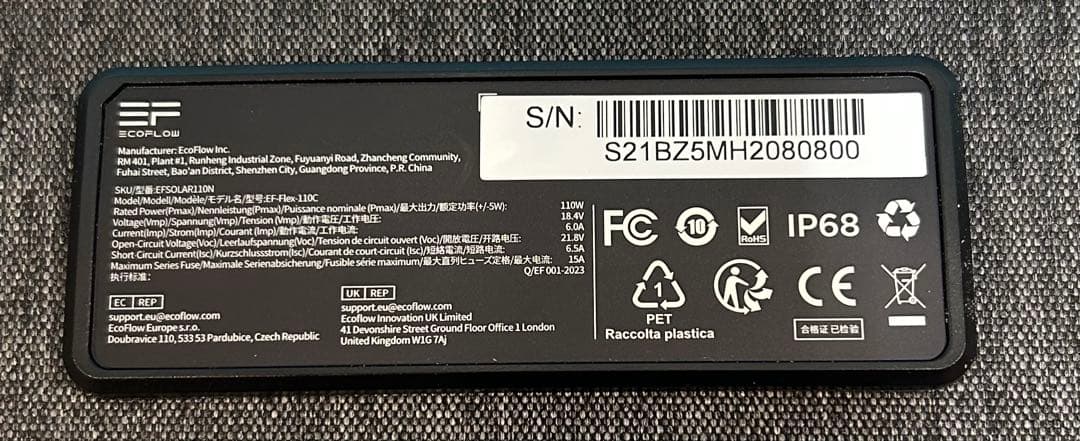 EF
ECOFLOW
Manufacturer: EcoFlow Inc.
RM 401, Plant #1, Runheng Industrial Zone, Fuyuanyi Road, Zhancheng Community,
Fuhai Street, Bao'an District, Shenzhen City, Guangdong Province, P.R. China
SKU/型番:EFSOLAR110N
Model/Modell/Modèle/モデル名/型号:EF-Flex-110C
Rated Power(Pmax)/Nennleistung(Pmax)/Puissance nominale (Pmax)/最大出力/额定功率(+/-5W): 110W
Voltage(Vmp)/Spannung(Vmp)/Tension (Vmp)/動作電圧/工作电压: 18.4V
Current(Imp)/Strom(Imp)/Courant (Imp)/動作電流/工作电流: 6.0A
Open-Circuit Voltage(Voc)/Leerlaufspannung(Voc)/Tension de circuit ouvert (Voc)/開放電圧/开路电压: 21.8V
Short-Circuit Current(Isc)/Kurzschlussstrom(Isc)/Courant de court-circuit (Isc)/短絡電流/短路电流: 6.5A
Maximum Series Fuse/Maximale Serienabsicherung/Fusible série maximum/最大直列ヒューズ定格/最大电流: 15A
执行标准: Q/EF 001-2023
EC REP
support.eu@ecoflow.com
EcoFlow Europe s.r.o.
Doubravice 110, 533 53 Pardubice, Czech Republic
UK REP
support.eu@ecoflow.com
Ecoflow Innovation UK Limited
41 Devonshire Street Ground Floor Office 1 London
United Kingdom W1G 7Aj
S/N:
S21BZ5MH2080800
FC
10
RoHS
IP68
1
PET
Raccolta plastica
CE
合格证 已检验